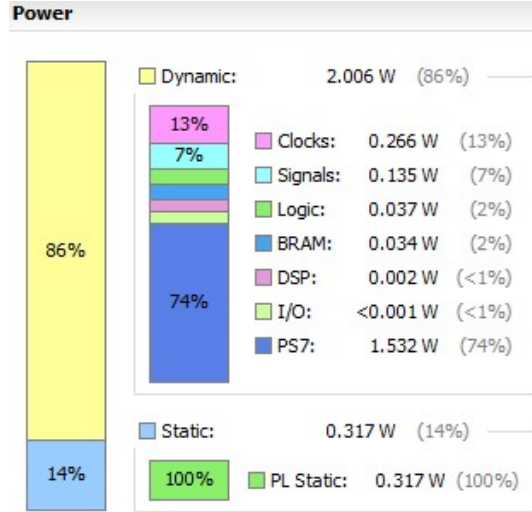 Power
Dynamic: 2.006 W (86%)
13% Clocks: 0.266 W (13%)
7% Signals: 0.135 W (7%)
Logic: 0.037 W (2%)
86% BRAM: 0.034 W (2%)
DSP: 0.002 W (<1%)
74% I/O: <0.001 W (<1%)
PS7: 1.532 W (74%)
Static: 0.317 W (14%)
14% 100% PL Static: 0.317 W (100%)